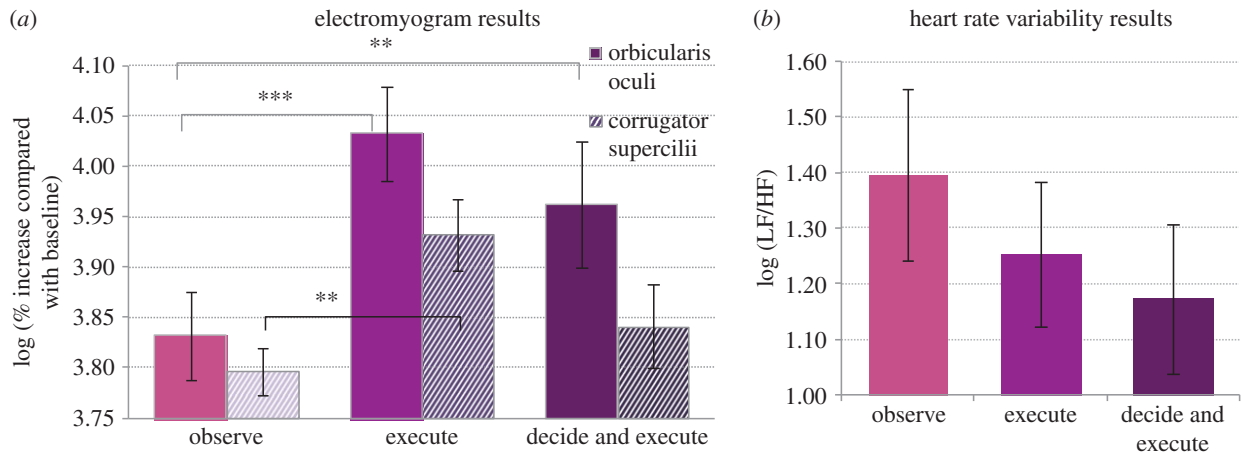 (a) electromyogram results
**
orbicularis
oculi
***
corrugator
supercilii
**
log (% increase compared
with baseline)
4.10
4.05
4.00
3.95
3.90
3.85
3.80
3.75
observe execute decide and execute
(b) heart rate variability results
log (LF/HF)
1.60
1.50
1.40
1.30
1.20
1.10
1.00
observe execute decide and
execute